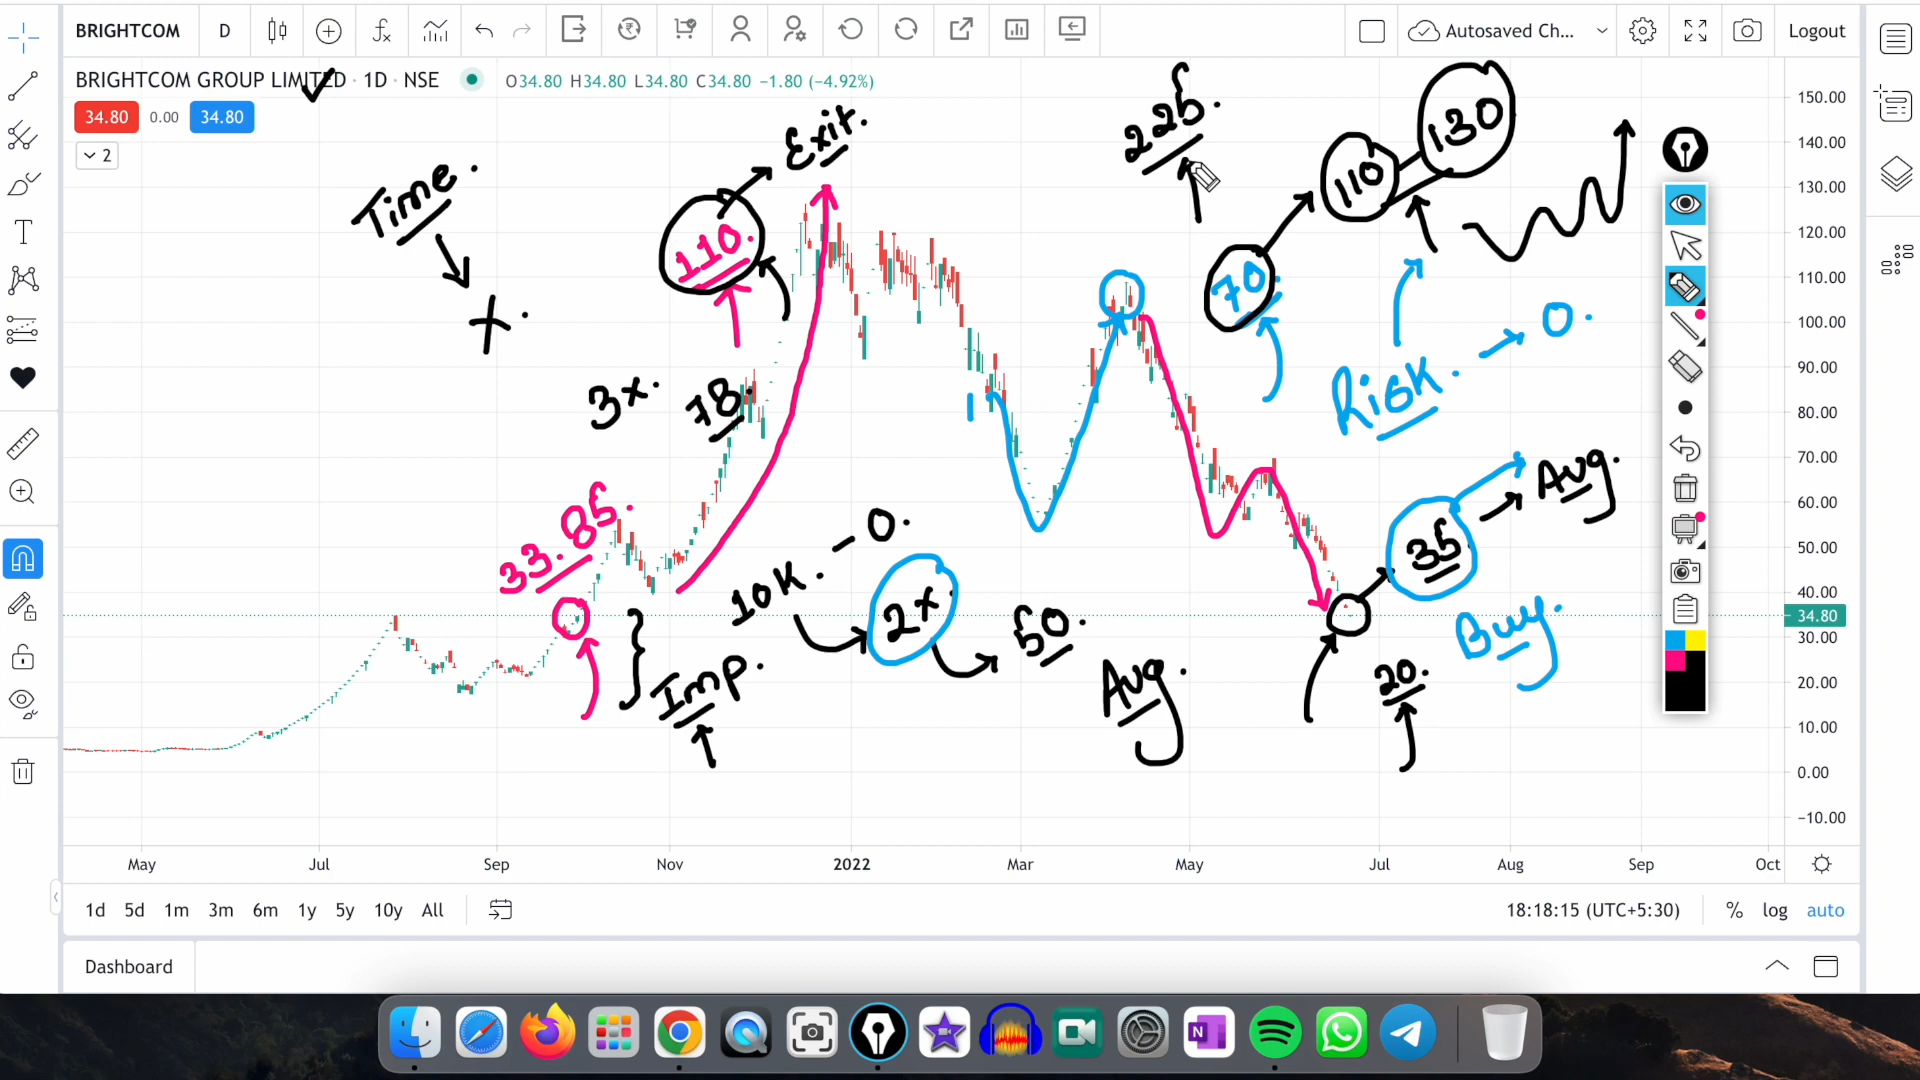 BRIGHTCOM D Autosaved Ch... Logout
BRIGHTCOM GROUP LIMITED · 1D · NSE O34.80 H34.80 L34.80 C34.80 −1.80 (−4.92%)
34.80 0.00 34.80
2
Time.
x.
110.
Exit.
3x.
78.
33.85.
10K. - 0.
2x
50.
Imp.
Avg.
225.
70.
110
130
Risk. → 0.
35
Avg.
Buy.
20.
150.00
140.00
130.00
120.00
110.00
100.00
90.00
80.00
70.00
60.00
50.00
40.00
34.80
30.00
20.00
10.00
0.00
−10.00
May Jul Sep Nov 2022 Mar May Jul Aug Sep Oct
1d 5d 1m 3m 6m 1y 5y 10y All 18:18:15 (UTC+5:30) % log auto
Dashboard